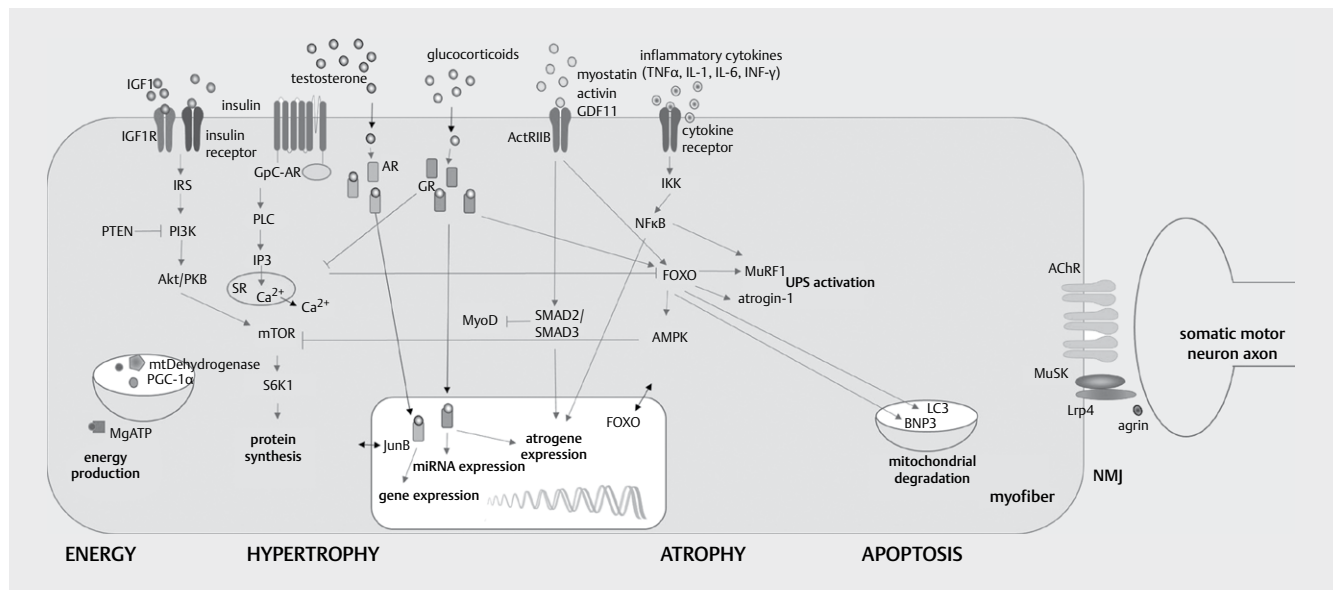 glucocorticoids
inflammatory cytokines
(TNFα, IL-1, IL-6, INF-γ)
testosterone
myostatin
activin
GDF11
IGF1
insulin
IGF1R
insulin
receptor
ActRIIB
cytokine
receptor
GpC-AR
AR
GR
IRS
IKK
PLC
NFκB
PTEN
PI3K
IP3
AChR
Akt/PKB
SR
Ca2+
Ca2+
FOXO
MuRF1
UPS activation
atrogin-1
MyoD
SMAD2/
SMAD3
mTOR
AMPK
somatic motor
neuron axon
mtDehydrogenase
PGC-1α
S6K1
MuSK
Lrp4
agrin
MgATP
energy
production
protein
synthesis
JunB
FOXO
atrogene
expression
miRNA expression
gene expression
LC3
BNP3
mitochondrial
degradation
NMJ
myofiber
ENERGY
HYPERTROPHY
ATROPHY
APOPTOSIS